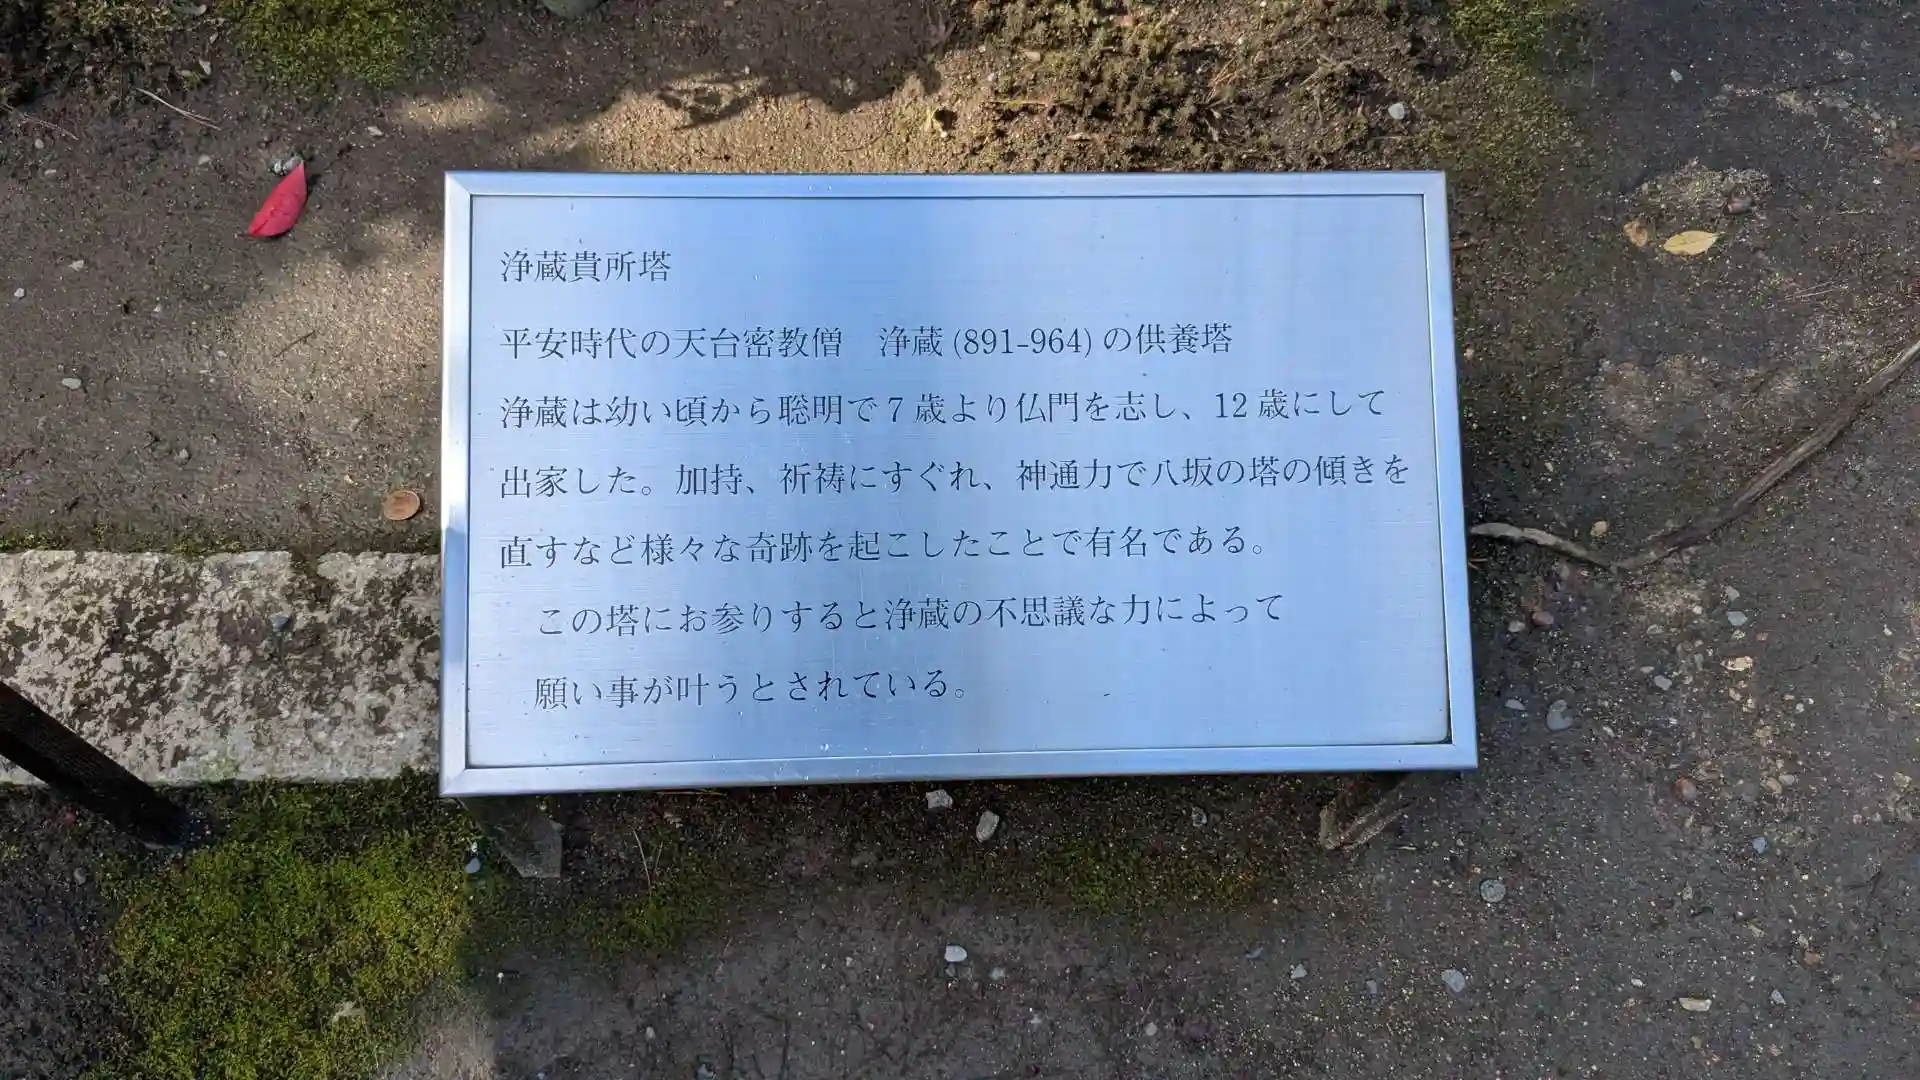 浄蔵貴所塔
平安時代の天台密教僧　浄蔵(891-964)の供養塔
浄蔵は幼い頃から聡明で7歳より仏門を志し、12歳にして
出家した。加持、祈祷にすぐれ、神通力で八坂の塔の傾きを
直すなど様々な奇跡を起こしたことで有名である。
この塔にお参りすると浄蔵の不思議な力によって
願い事が叶うとされている。